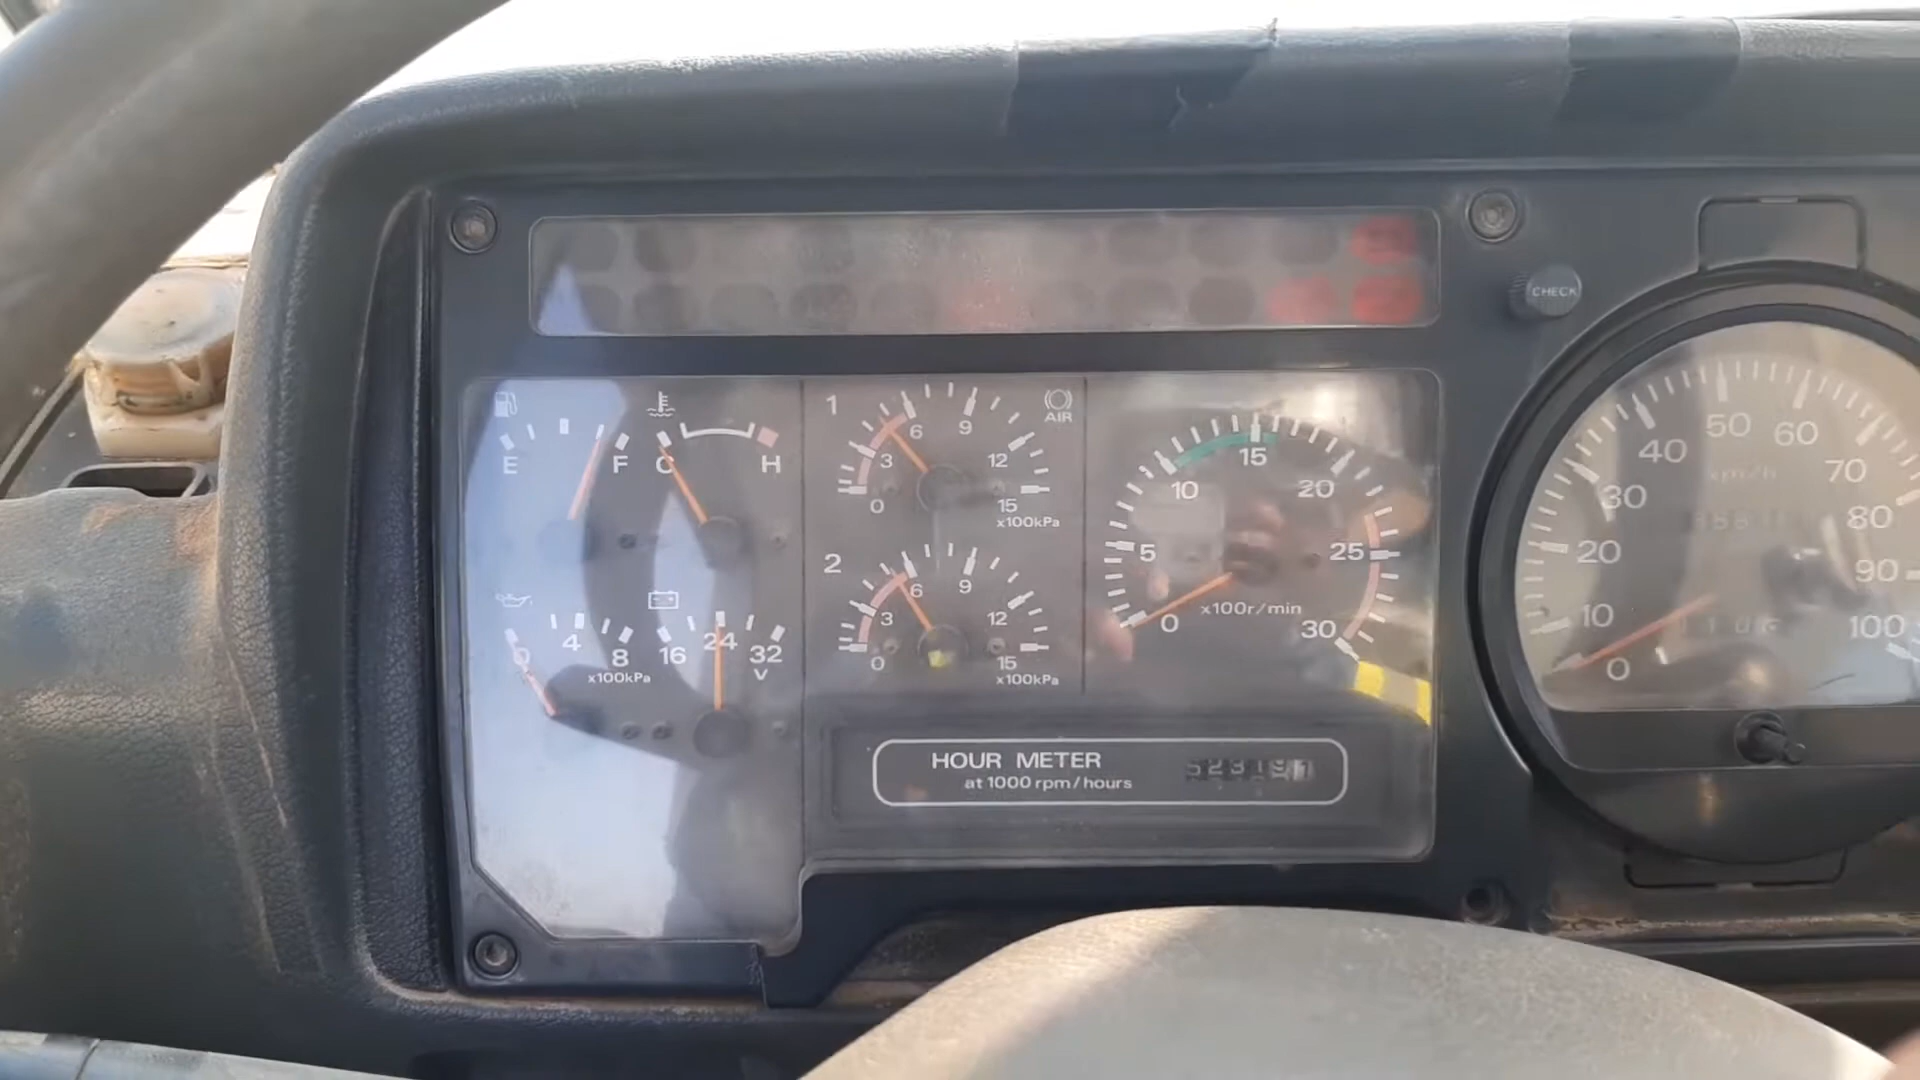 CHECK
E F
C H
1
0 3 6 9 12 15
x100kPa
AIR
2
0 3 6 9 12 15
x100kPa
0 4 8
x100kPa
16 24 32
V
0 5 10 15 20 25 30
x100r/min
0 10 20 30 40 50 60 70 80 90 100
km/h
HOUR METER
at 1000 rpm/hours